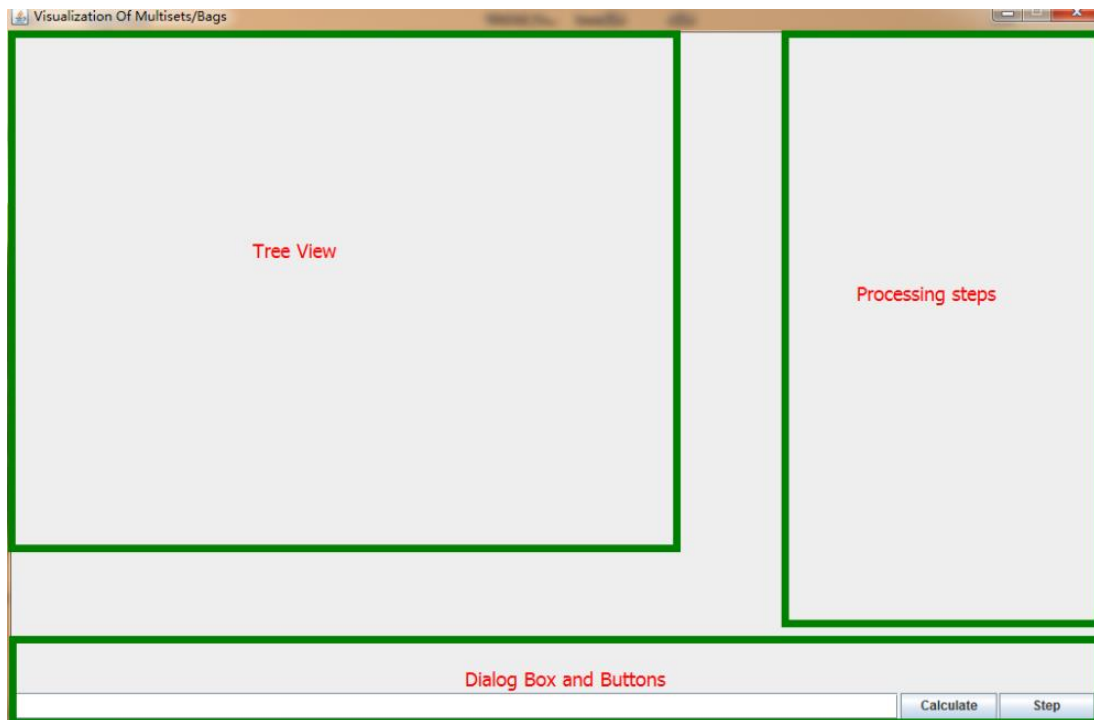 Visualization Of Multisets/Bags
Tree View
Processing steps
Dialog Box and Buttons
Calculate
Step